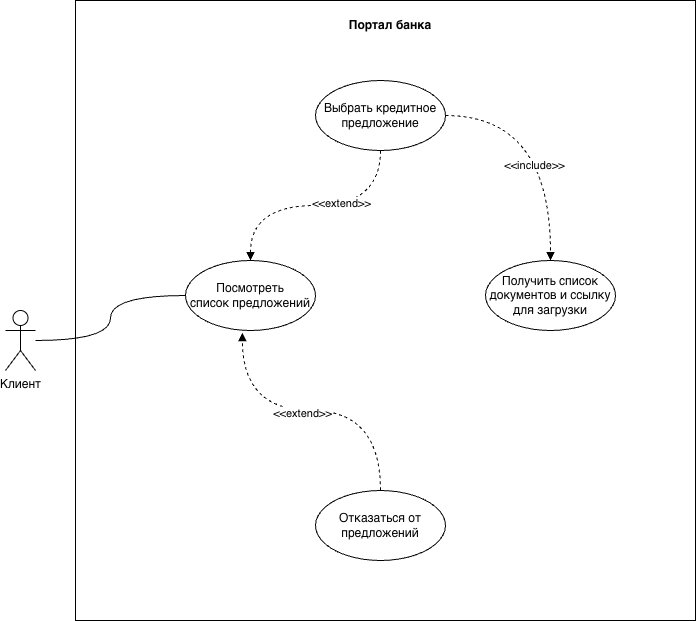 Портал банка
Выбрать кредитное
предложение
<<include>>
<<extend>>
Посмотреть
список предложений
Получить список
документов и ссылку
для загрузки
Клиент
<<extend>>
Отказаться от
предложений